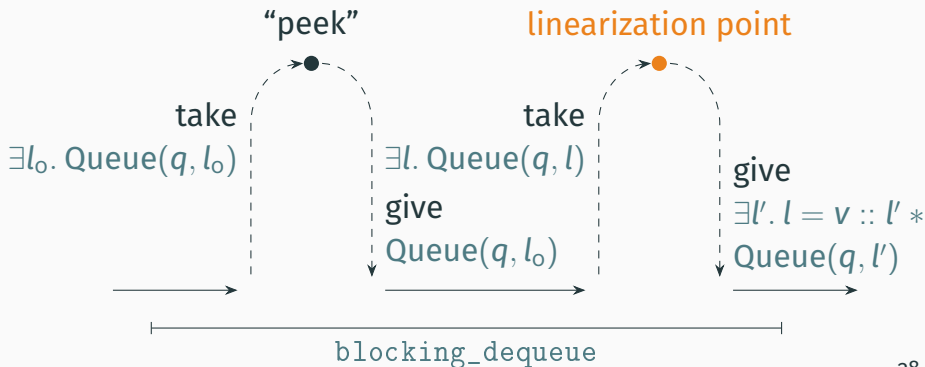 “peek”
linearization point
take
∃l₀. Queue(q, l₀)
take
∃l. Queue(q, l)
give
Queue(q, l₀)
give
∃l′. l = v :: l′ ∗
Queue(q, l′)
blocking_dequeue